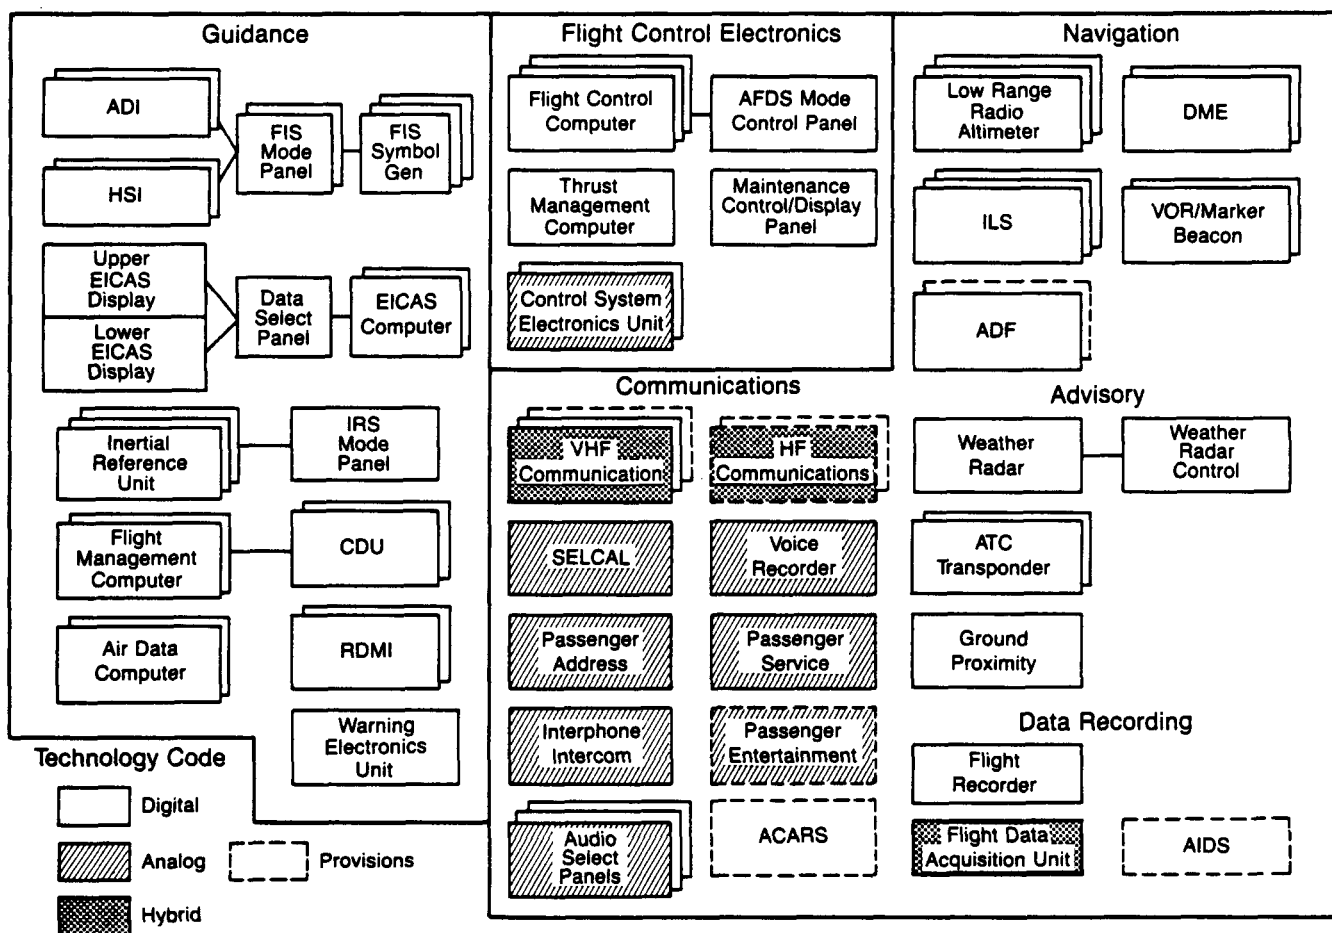 Guidance
ADI
HSI
FIS
Mode
Panel
FIS
Symbol
Gen
Upper
EICAS
Display
Lower
EICAS
Display
Data
Select
Panel
EICAS
Computer
Inertial
Reference
Unit
IRS
Mode
Panel
Flight
Management
Computer
CDU
Air Data
Computer
RDMI
Warning
Electronics
Unit
Technology Code
Digital
Analog
Provisions
Hybrid
Flight Control Electronics
Flight Control
Computer
AFDS Mode
Control Panel
Thrust
Management
Computer
Maintenance
Control/Display
Panel
Control System
Electronics Unit
Communications
VHF
Communication
HF
Communications
SELCAL
Voice
Recorder
Passenger
Address
Passenger
Service
Interphone
Intercom
Passenger
Entertainment
Audio
Select
Panels
ACARS
Navigation
Low Range
Radio
Altimeter
DME
ILS
VOR/Marker
Beacon
ADF
Advisory
Weather
Radar
Weather
Radar
Control
ATC
Transponder
Ground
Proximity
Data Recording
Flight
Recorder
Flight Data
Acquisition Unit
AIDS